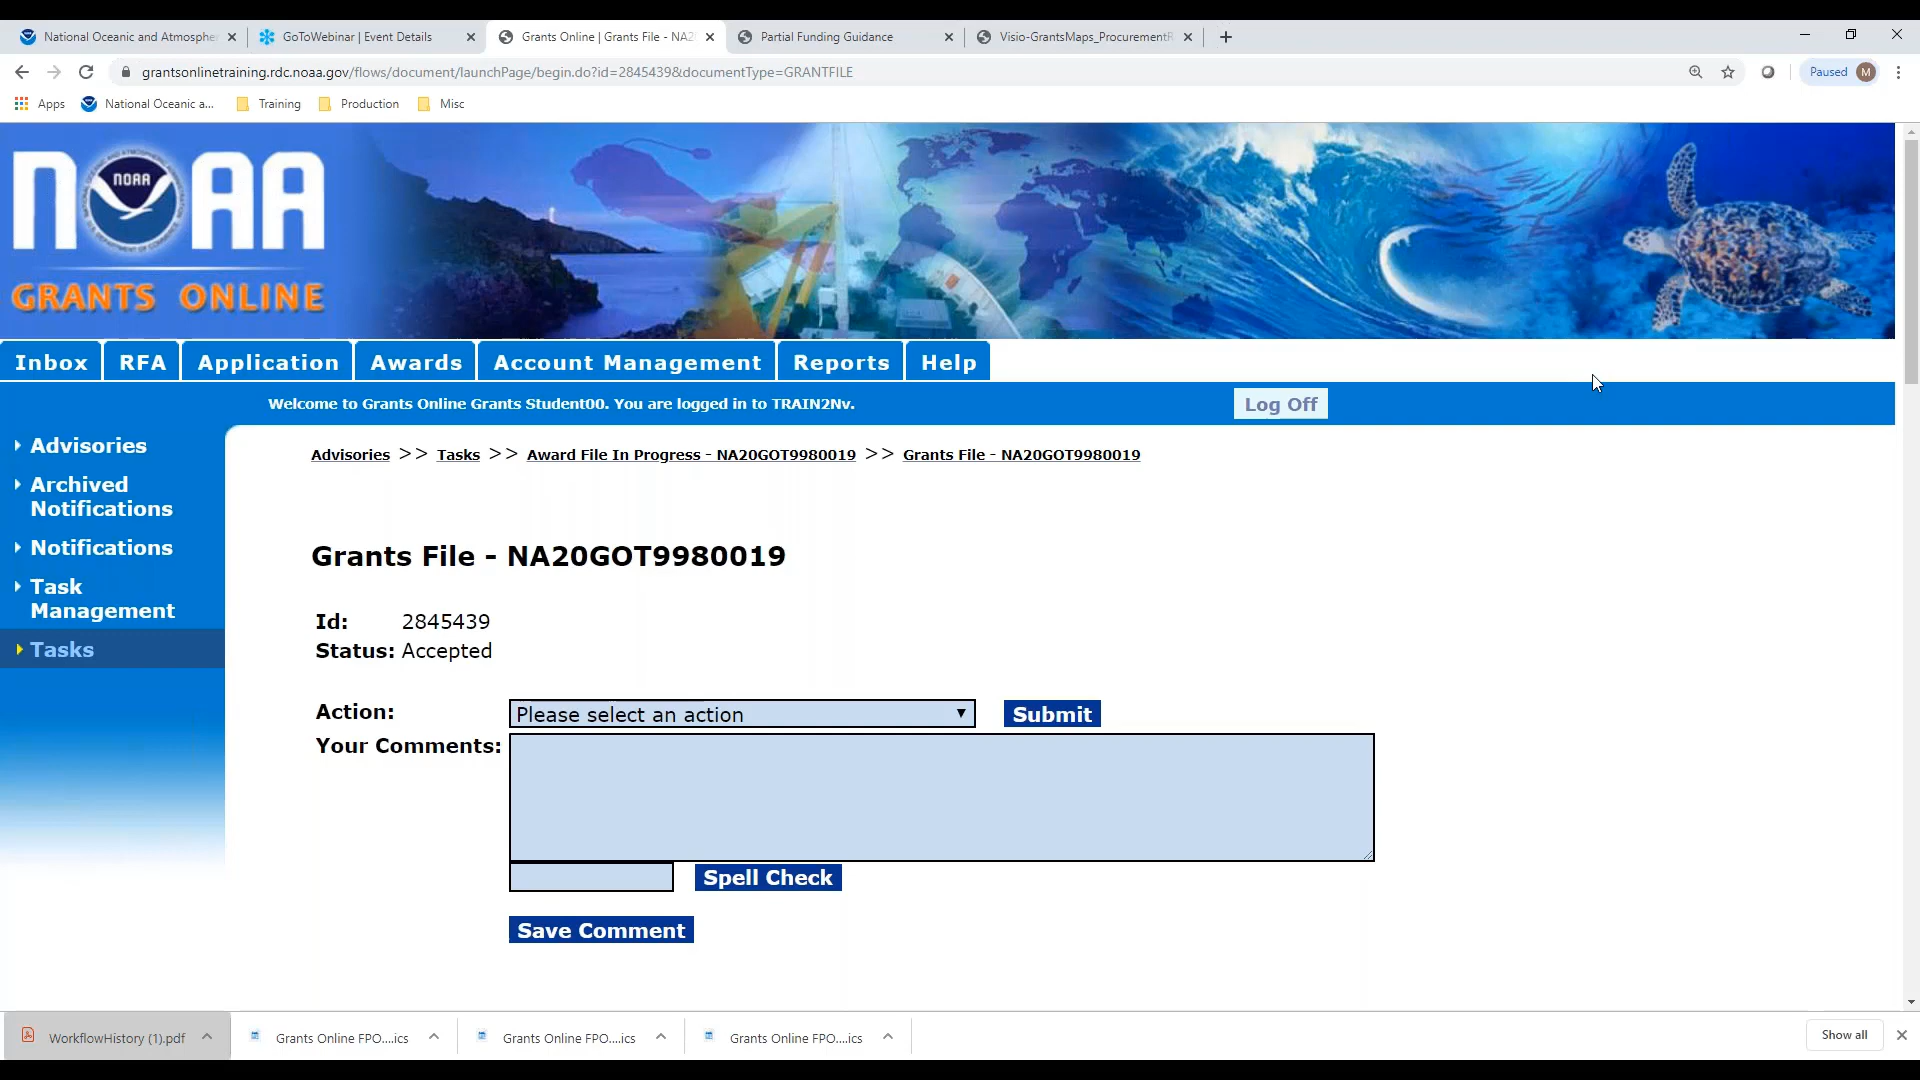 National Oceanic and Atmosphe
GoToWebinar | Event Details
Grants Online | Grants File - NA2
Partial Funding Guidance
Visio-GrantsMaps_ProcurementR
grantsonlinetraining.rdc.noaa.gov/flows/document/launchPage/begin.do?id=2845439&documentType=GRANTFILE
Paused M
Apps
National Oceanic a...
Training
Production
Misc
NOAA
NOAA
GRANTS ONLINE
Inbox RFA Application Awards Account Management Reports Help
Welcome to Grants Online Grants Student00. You are logged in to TRAIN2Nv.
Log Off
Advisories
Archived
Notifications
Notifications
Task
Management
Tasks
Advisories >> Tasks >> Award File In Progress - NA20GOT9980019 >> Grants File - NA20GOT9980019
Grants File - NA20GOT9980019
Id: 2845439
Status: Accepted
Action: Please select an action Submit
Your Comments:
Spell Check
Save Comment
WorkflowHistory (1).pdf
Grants Online FPO....ics
Grants Online FPO....ics
Grants Online FPO....ics
Show all